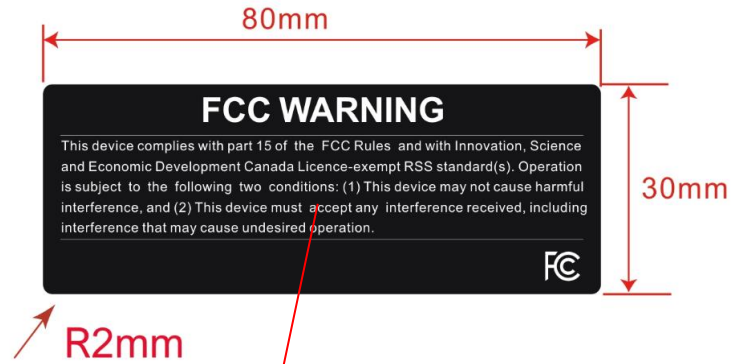 80mm
FCC WARNING
This device complies with part 15 of the FCC Rules and with Innovation, Science
and Economic Development Canada Licence-exempt RSS standard(s). Operation
is subject to the following two conditions: (1) This device may not cause harmful
interference, and (2) This device must accept any interference received, including
interference that may cause undesired operation.
30mm
FC
R2mm